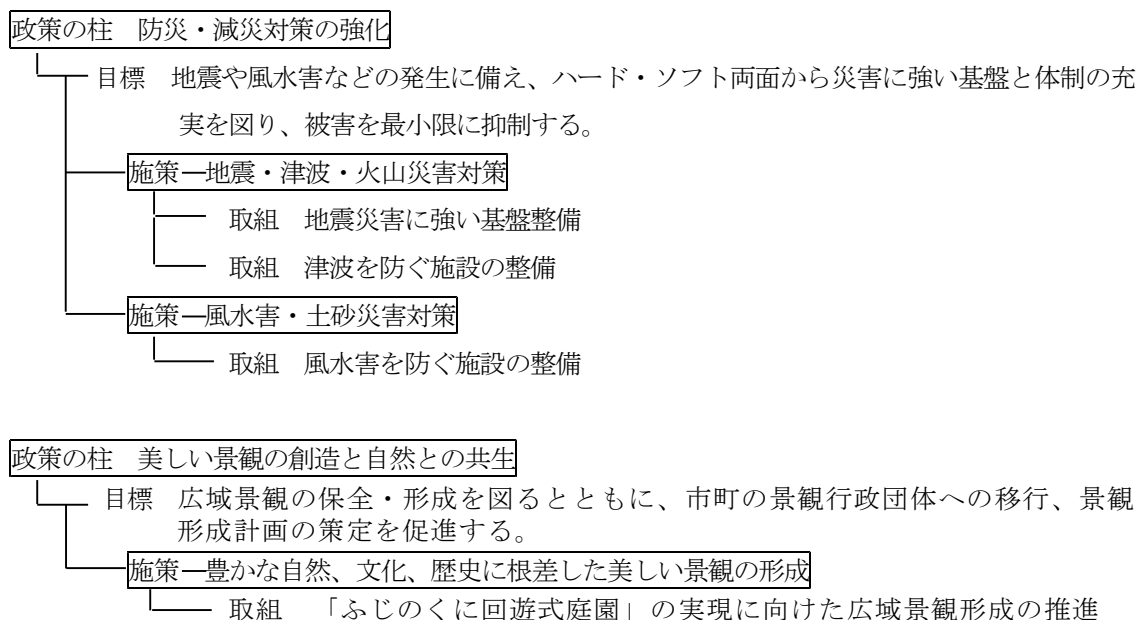 政策の柱　防災・減災対策の強化
目標　地震や風水害などの発生に備え、ハード・ソフト両面から災害に強い基盤と体制の充
実を図り、被害を最小限に抑制する。
施策―地震・津波・火山災害対策
取組　地震災害に強い基盤整備
取組　津波を防ぐ施設の整備
施策―風水害・土砂災害対策
取組　風水害を防ぐ施設の整備
政策の柱　美しい景観の創造と自然との共生
目標　広域景観の保全・形成を図るとともに、市町の景観行政団体への移行、景観
形成計画の策定を促進する。
施策―豊かな自然、文化、歴史に根差した美しい景観の形成
取組　「ふじのくに回遊式庭園」の実現に向けた広域景観形成の推進